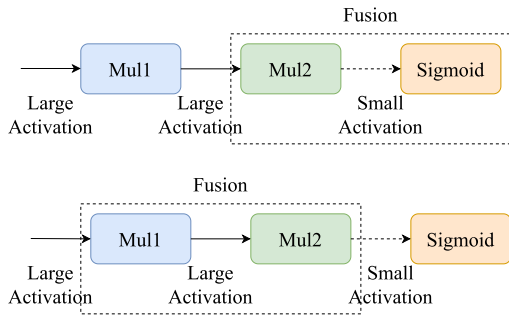 Fusion
Mul1
Mul2
Sigmoid
Large
Activation
Large
Activation
Small
Activation
Fusion
Mul1
Mul2
Sigmoid
Large
Activation
Large
Activation
Small
Activation